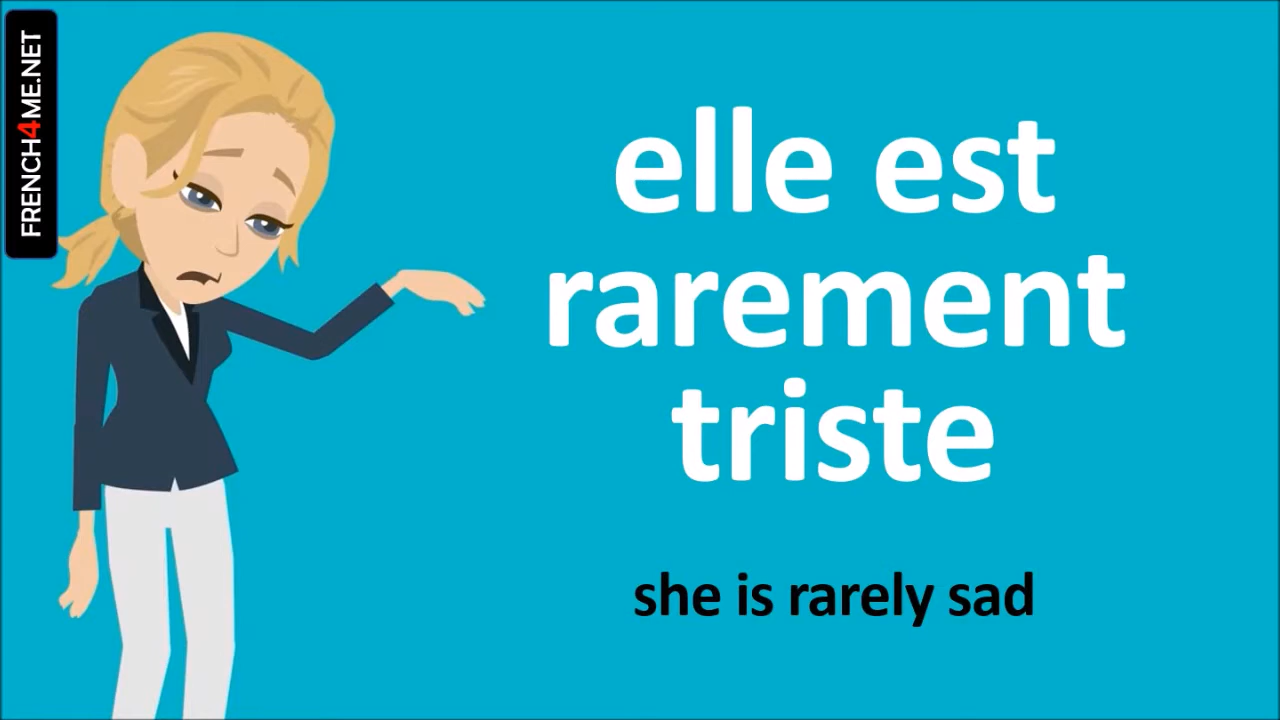 FRENCH4ME.NET
elle est
rarement
triste
she is rarely sad